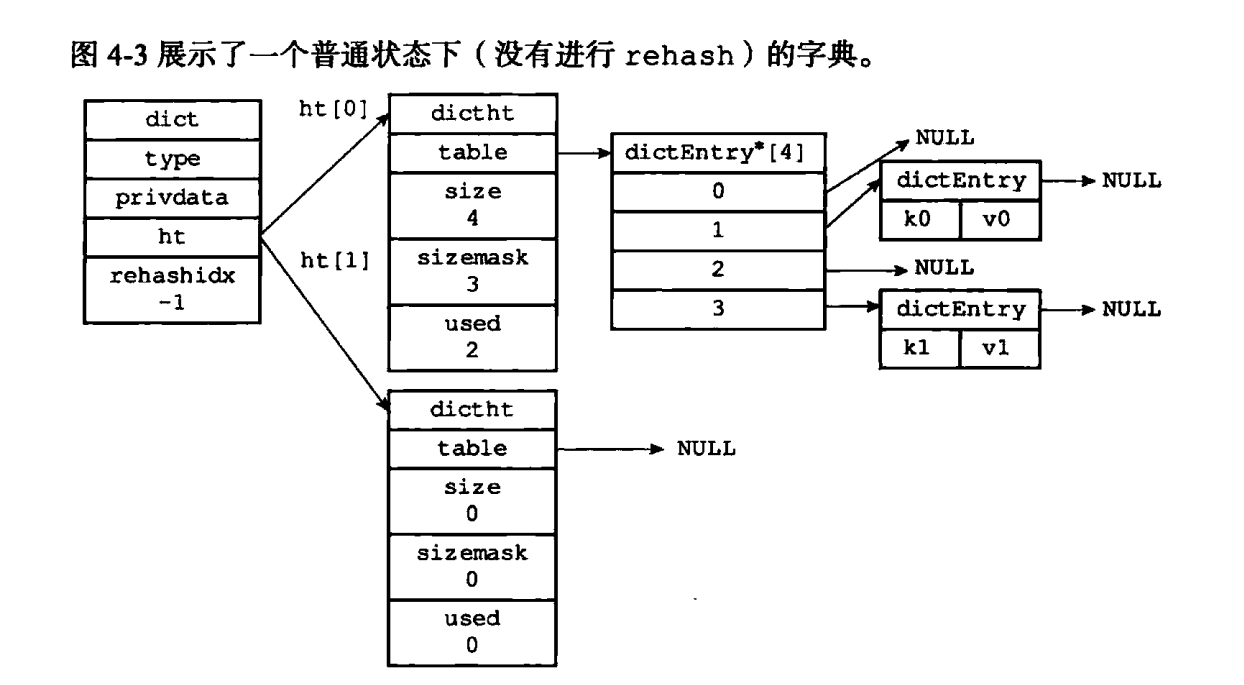 图 4-3 展示了一个普通状态下（没有进行 rehash）的字典。
dict
type
privdata
ht
rehashidx
-1
ht[0]
ht[1]
dictht
table
size
4
sizemask
3
used
2
dictEntry*[4]
0
1
2
3
NULL
dictEntry
k0 v0
NULL
NULL
dictEntry
k1 v1
NULL
dictht
table
size
0
sizemask
0
used
0
NULL